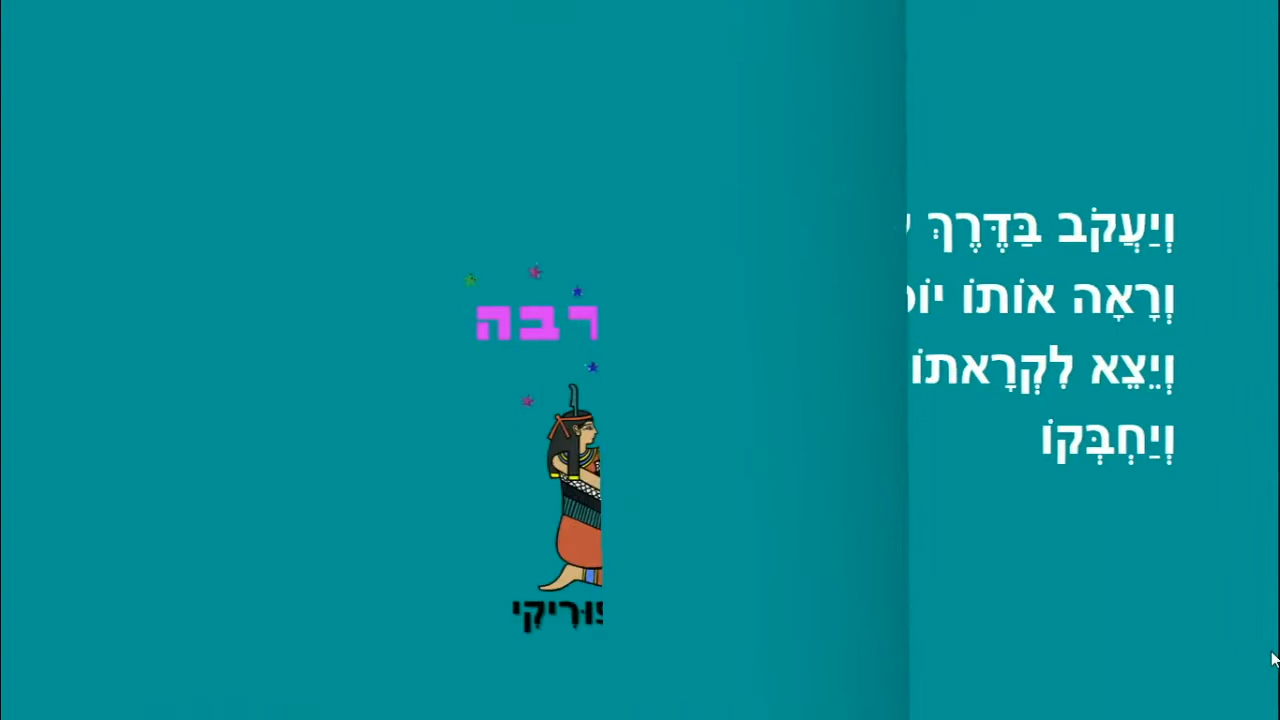 וְיַעֲקֹב בַּדֶּרֶךְ
וְרָאָה אוֹתוֹ
וְיֵצֵא לִקְרָאתוֹ
וְיַחְבְּקוֹ
רבה